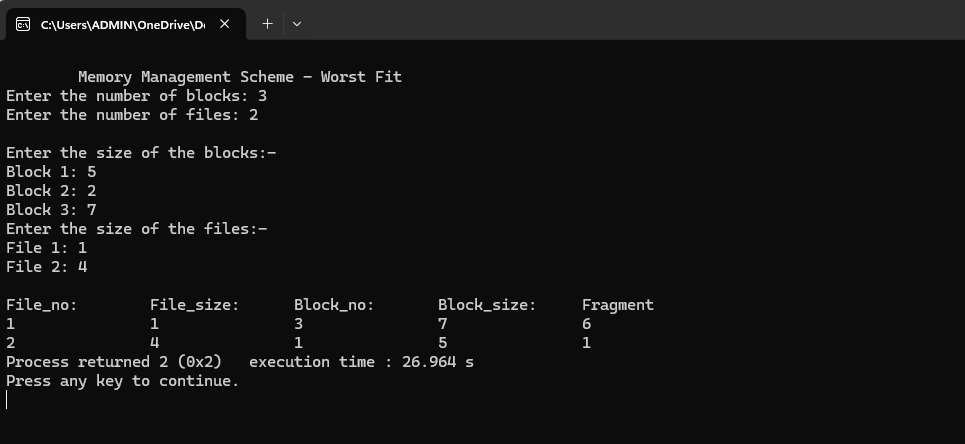 C:\Users\ADMIN\OneDrive\De
Memory Management Scheme - Worst Fit
Enter the number of blocks: 3
Enter the number of files: 2
Enter the size of the blocks:-
Block 1: 5
Block 2: 2
Block 3: 7
Enter the size of the files:-
File 1: 1
File 2: 4
File_no: File_size: Block_no: Block_size: Fragment
1 1 3 7 6
2 4 1 5 1
Process returned 2 (0x2) execution time : 26.964 s
Press any key to continue.